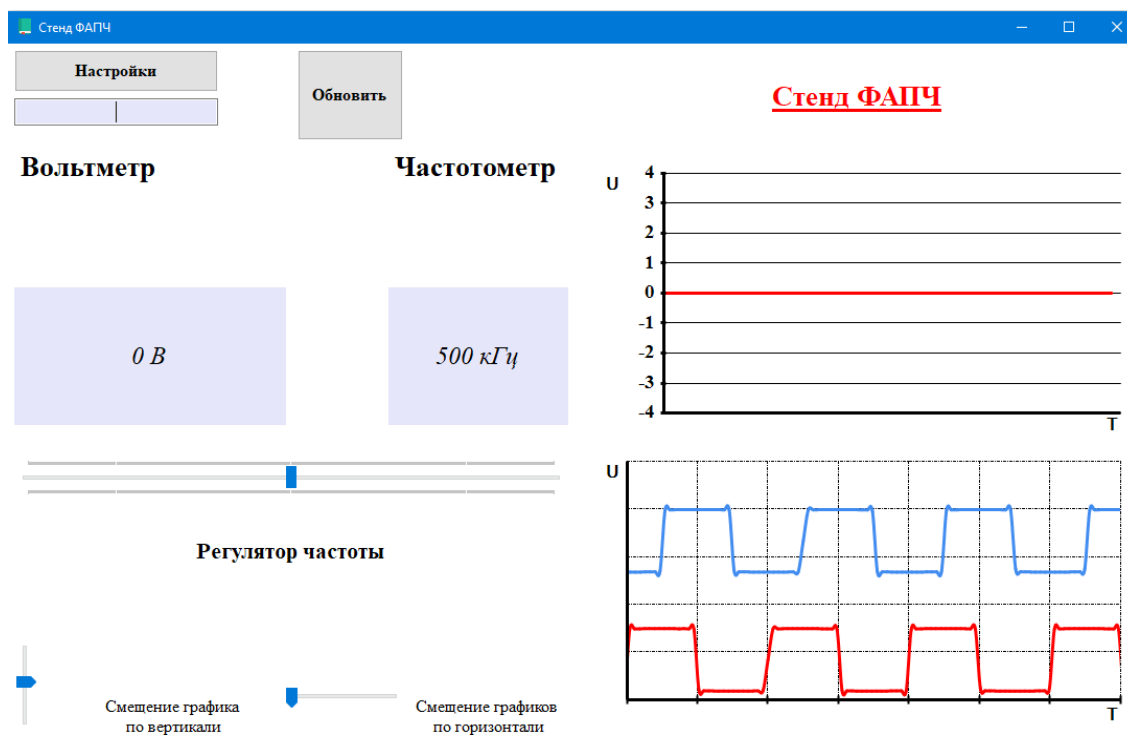 Стенд ФАПЧ
Настройки
Обновить
Стенд ФАПЧ
Вольтметр
Частотометр
0 В
500 кГц
Регулятор частоты
Смещение графика
по вертикали
Смещение графиков
по горизонтали
U
4
3
2
1
0
-1
-2
-3
-4
T
U
T